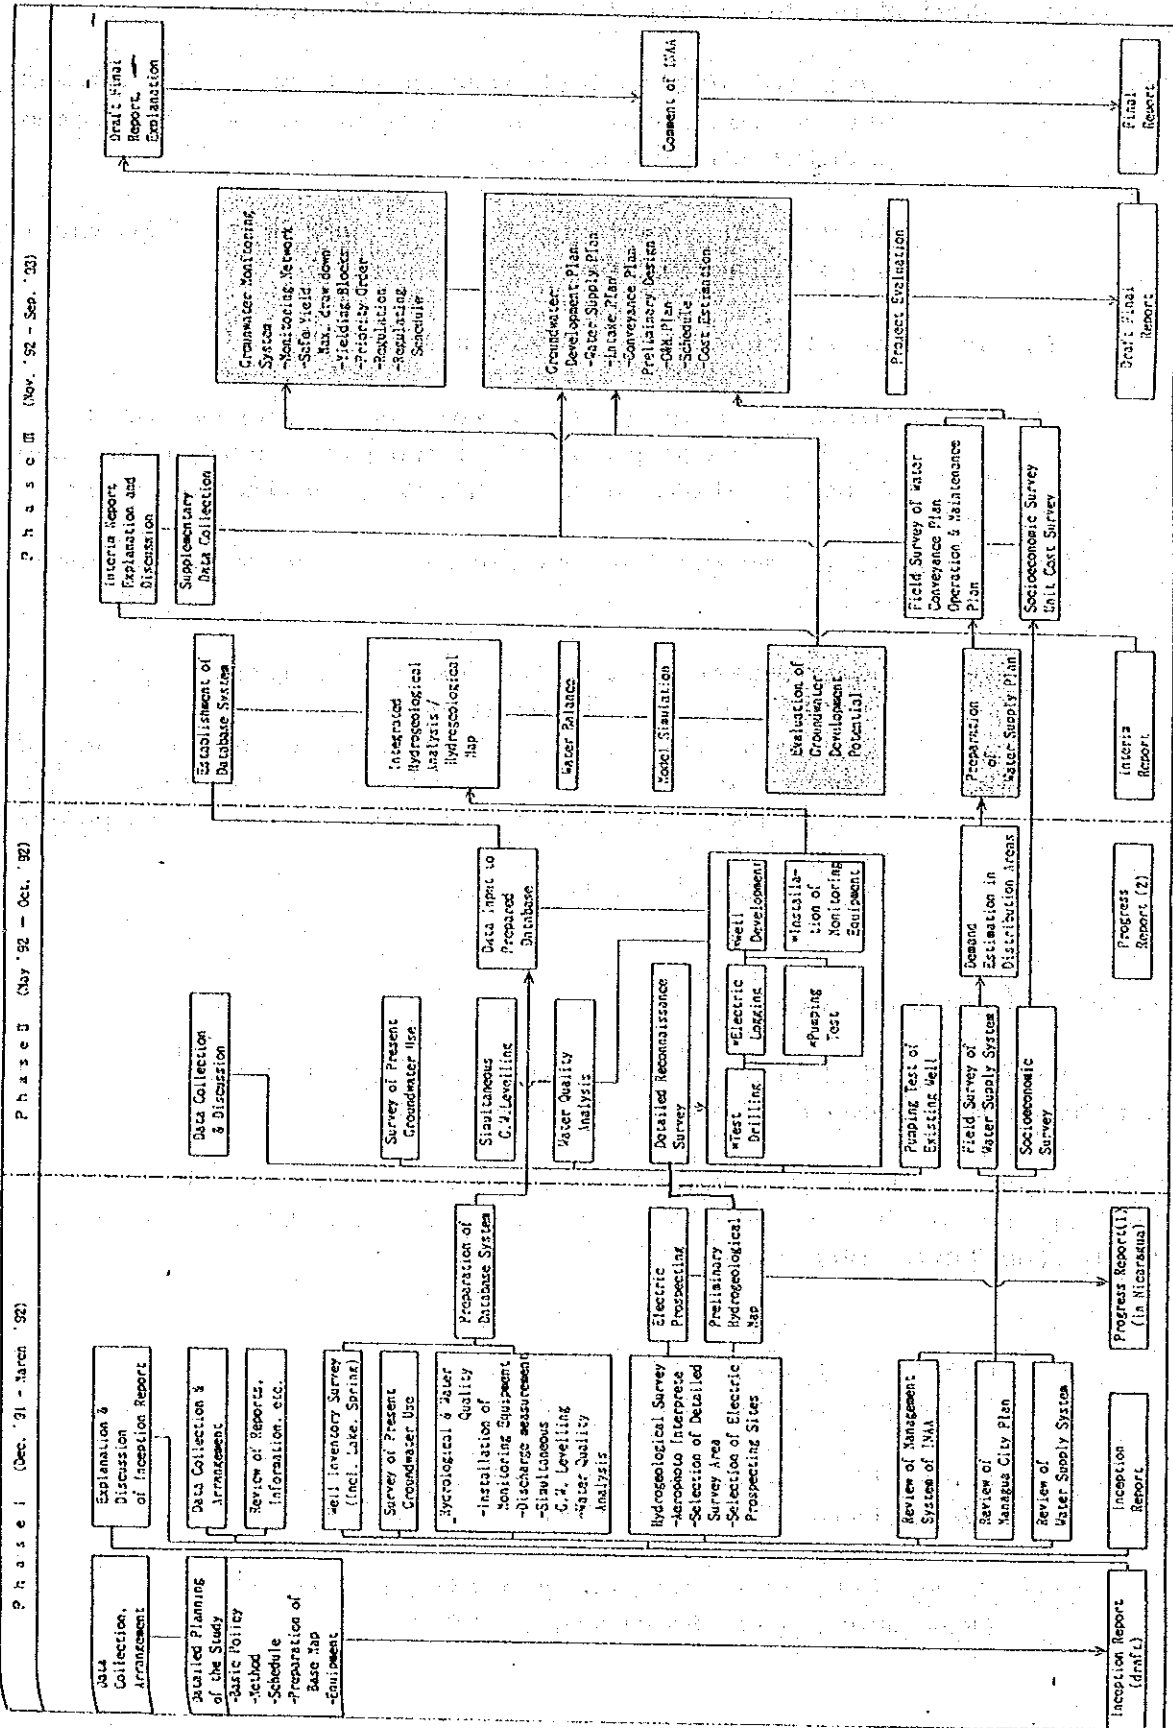 P h a s e I (Dec. '91 - March '92)
P h a s e II (May '92 - Oct. '92)
P h a s e III (Nov. '92 - Sep. '93)
Data
Collection,
Arrangement
Detailed Planning
of the Study
-Basic Policy
-Method
-Schedule
-Preparation of
Base Map
-Equipment
Inception Report
(draft)
Explanation &
Discussion
of Inception Report
Data Collection &
Arrangement
Review of Reports,
Information, etc.
Well Inventory Survey
(Incl. Lake, Spring)
Survey of Present
Groundwater Use
Hydrological & Water
Quality
-Installation of
Monitoring Equipment
-Discharge measurement
-Simultaneous
G.W. Levelling
-Water Quality
Analysis
Hydrogeological Survey
-Aerophoto Interprete
-Selection of Detailed
Survey Area
-Selection of Electric
Prospecting Sites
Review of Management
System of INAA
Review of
Managua City Plan
Review of
Water Supply System
Inception
Report
Preparation of
Database System
Electric
Prospecting
Preliminary
Hydrogeological
Map
Progress Report(1)
(in Nicaragua)
Data Collection
& Discussion
Survey of Present
Groundwater Use
Simultaneous
G.W.Levelling
Water Quality
Analysis
Detailed Reconnaissance
Survey
*Test
Drilling
*Electric
Logging
*Well
Development
*Pumping
Test
*Installa-
tion of
Monitoring
Equipment
Pumping Test of
Existing Well
Field Survey of
Water Supply System
Socioeconomic
Survey
Data Input to
Prepared
Database
Demand
Estimation in
Distribution Areas
Progress
Report (2)
Establishment of
Database System
Integrated
Hydrogeological
Analysis /
Hydrogeological
Map
Water Balance
Model Simulation
Evaluation of
Groundwater
Development
Potential
Preparation
of
Water Supply Plan
Interim
Report
Interim Report
Explanation and
Discussion
Supplementary
Data Collection
Field Survey of Water
Conveyance Plan
Operation & Maintenance
Plan
Socioeconomic Survey
Unit Cost Survey
Grounwater Monitoring
System
-Monitoring Network
-Safe Yield
Max. draw down
-Yielding Blocks
-Priority Order
-Regulation
-Regulating
Schedule
Groundwater
Development Plan
-Water Supply Plan
-Intake Plan
-Conveyance Plan
Preliminary Design
-O&M Plan
-Schedule
-Cost Estimation
Project Evaluation
Draft Final
Report
Draft Final
Report
Explanation
Comment of INAA
Final
Report